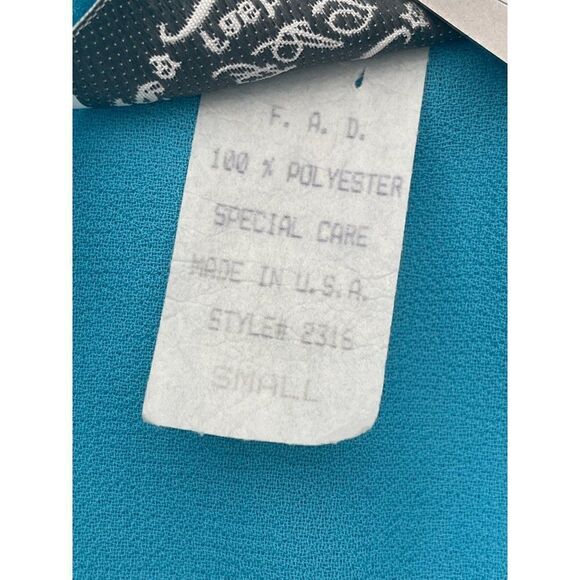 F. A. D.
100 % POLYESTER
SPECIAL CARE
MADE IN U.S.A.
STYLE# 2316
SMALL